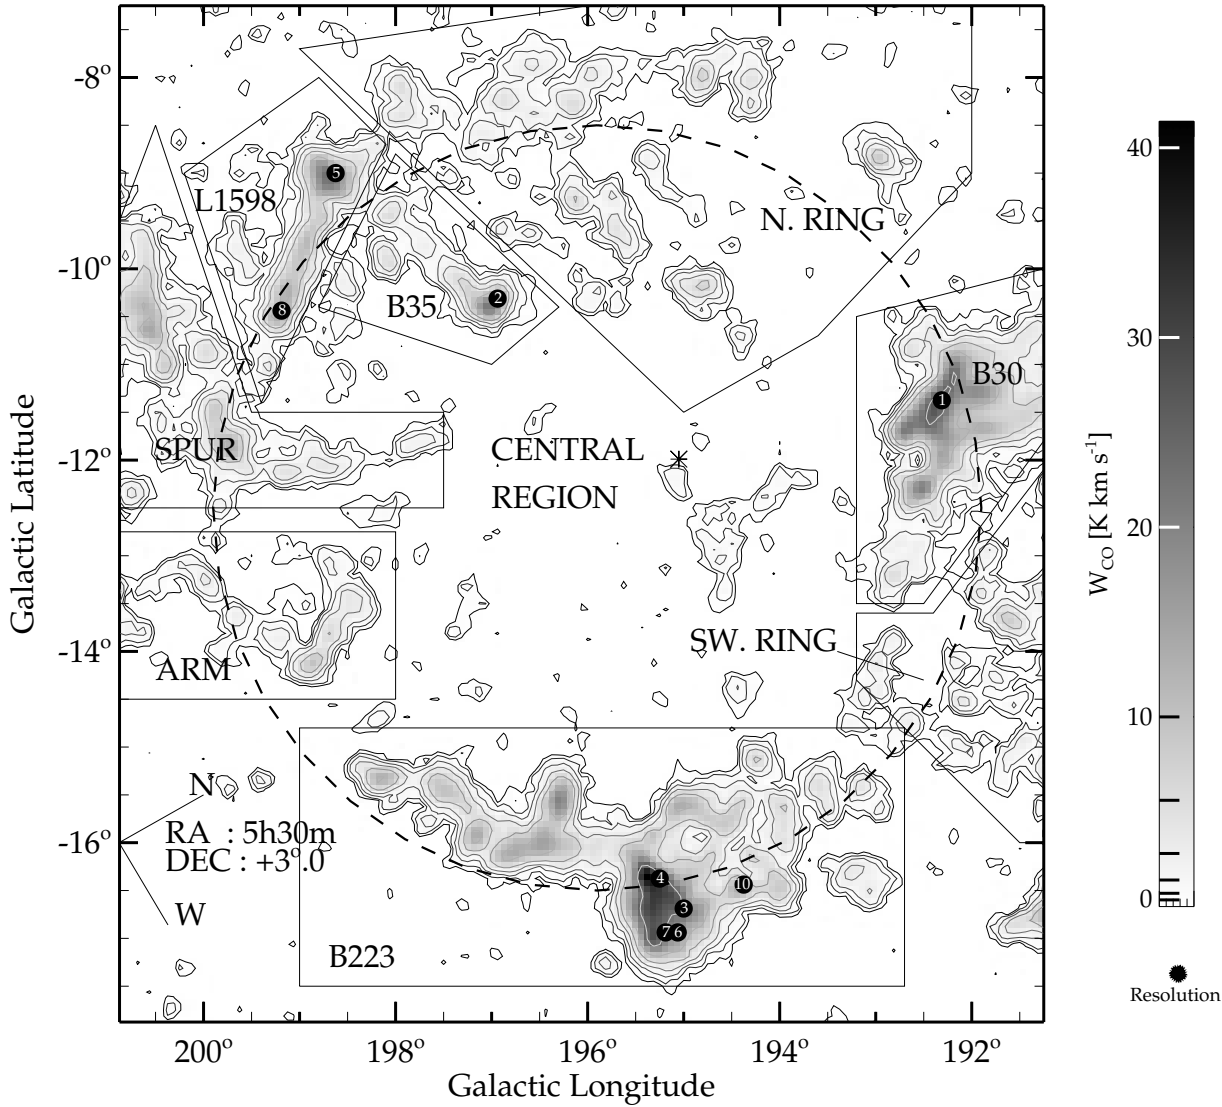 -8°
-10°
-12°
-14°
-16°
Galactic Latitude
200°
198°
196°
194°
192°
Galactic Longitude
L1598
5
8
B35
2
N. RING
B30
1
SPUR
CENTRAL
REGION
ARM
SW. RING
N
RA : 5h30m
DEC : +3°.0
W
B223
4
3
7
6
10
40
30
20
10
0
W_CO [K km s⁻¹]
Resolution